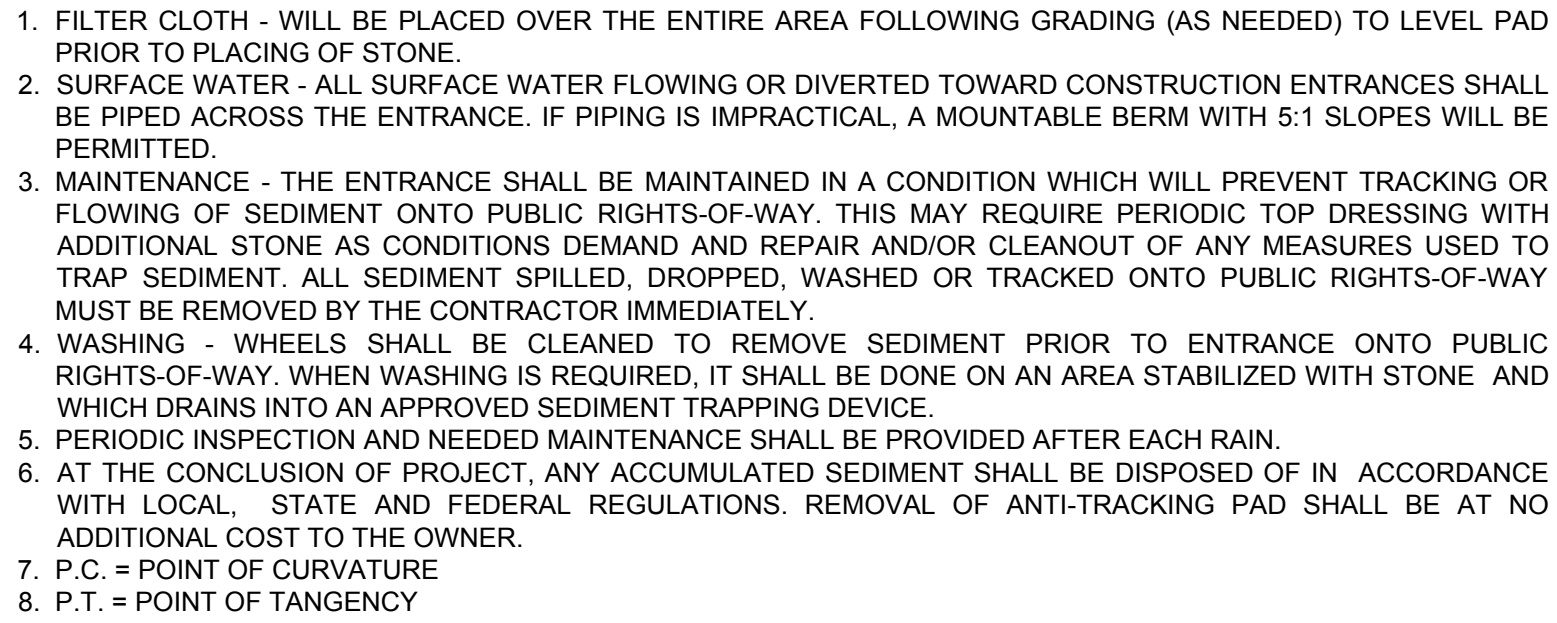 1. FILTER CLOTH - WILL BE PLACED OVER THE ENTIRE AREA FOLLOWING GRADING (AS NEEDED) TO LEVEL PAD
PRIOR TO PLACING OF STONE.
2. SURFACE WATER - ALL SURFACE WATER FLOWING OR DIVERTED TOWARD CONSTRUCTION ENTRANCES SHALL
BE PIPED ACROSS THE ENTRANCE. IF PIPING IS IMPRACTICAL, A MOUNTABLE BERM WITH 5:1 SLOPES WILL BE
PERMITTED.
3. MAINTENANCE - THE ENTRANCE SHALL BE MAINTAINED IN A CONDITION WHICH WILL PREVENT TRACKING OR
FLOWING OF SEDIMENT ONTO PUBLIC RIGHTS-OF-WAY. THIS MAY REQUIRE PERIODIC TOP DRESSING WITH
ADDITIONAL STONE AS CONDITIONS DEMAND AND REPAIR AND/OR CLEANOUT OF ANY MEASURES USED TO
TRAP SEDIMENT. ALL SEDIMENT SPILLED, DROPPED, WASHED OR TRACKED ONTO PUBLIC RIGHTS-OF-WAY
MUST BE REMOVED BY THE CONTRACTOR IMMEDIATELY.
4. WASHING - WHEELS SHALL BE CLEANED TO REMOVE SEDIMENT PRIOR TO ENTRANCE ONTO PUBLIC
RIGHTS-OF-WAY. WHEN WASHING IS REQUIRED, IT SHALL BE DONE ON AN AREA STABILIZED WITH STONE AND
WHICH DRAINS INTO AN APPROVED SEDIMENT TRAPPING DEVICE.
5. PERIODIC INSPECTION AND NEEDED MAINTENANCE SHALL BE PROVIDED AFTER EACH RAIN.
6. AT THE CONCLUSION OF PROJECT, ANY ACCUMULATED SEDIMENT SHALL BE DISPOSED OF IN ACCORDANCE
WITH LOCAL, STATE AND FEDERAL REGULATIONS. REMOVAL OF ANTI-TRACKING PAD SHALL BE AT NO
ADDITIONAL COST TO THE OWNER.
7. P.C. = POINT OF CURVATURE
8. P.T. = POINT OF TANGENCY